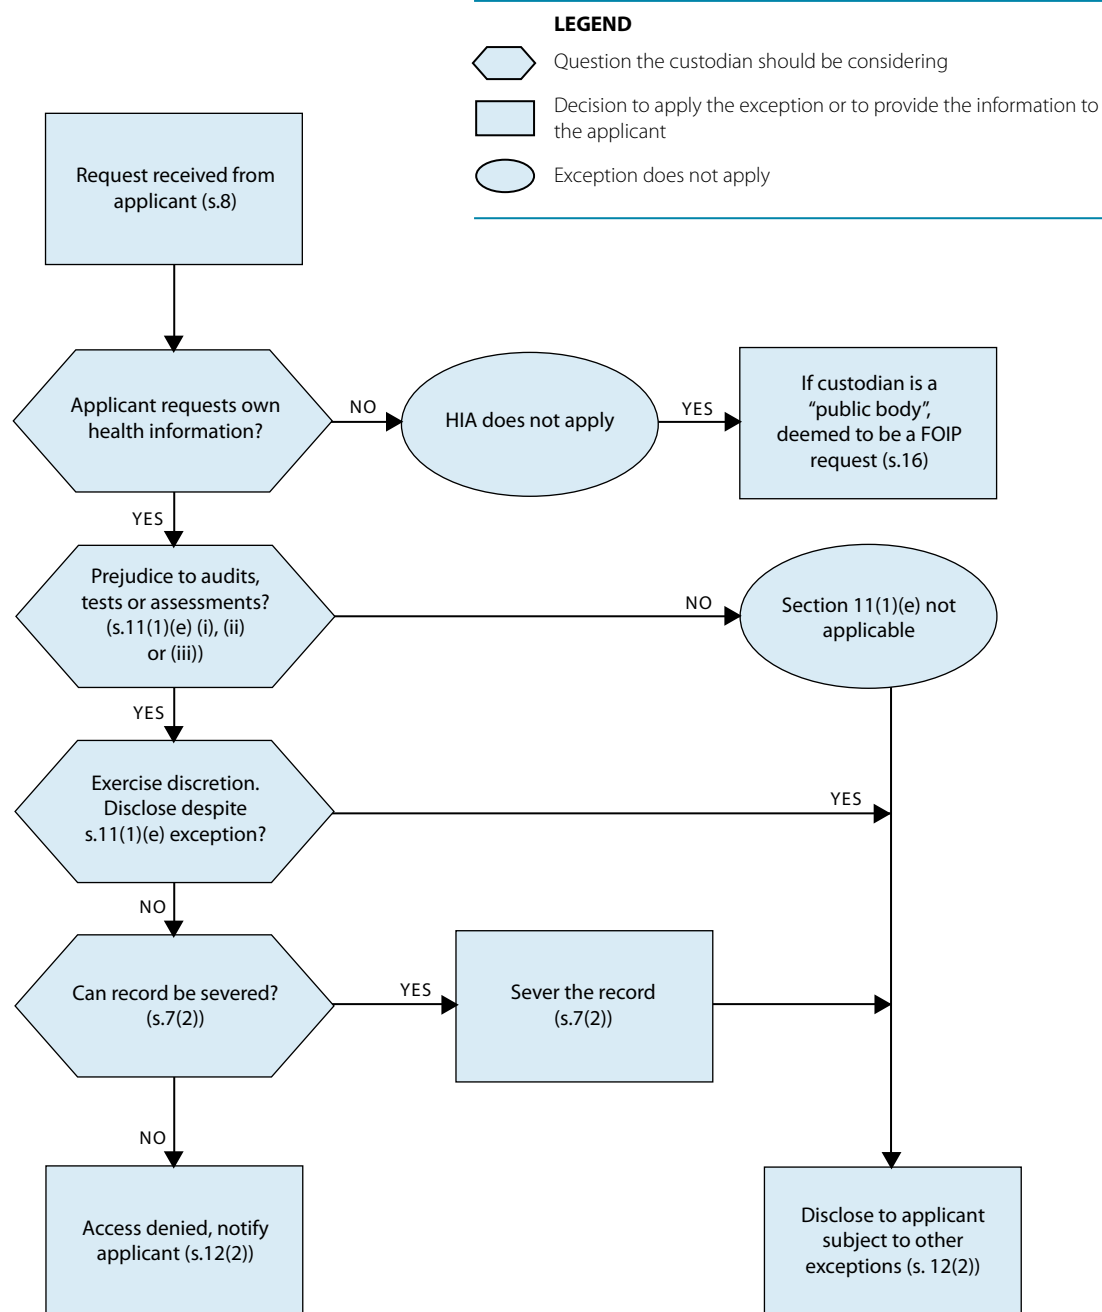 LEGEND
Question the custodian should be considering
Decision to apply the exception or to provide the information to
the applicant
Exception does not apply
Request received from
applicant (s.8)
Applicant requests own
health information?
NO
HIA does not apply
YES
If custodian is a
“public body”,
deemed to be a FOIP
request (s.16)
YES
Prejudice to audits,
tests or assessments?
(s.11(1)(e) (i), (ii)
or (iii))
NO
Section 11(1)(e) not
applicable
YES
Exercise discretion.
Disclose despite
s.11(1)(e) exception?
YES
NO
Can record be severed?
(s.7(2))
YES
Sever the record
(s.7(2))
NO
Access denied, notify
applicant (s.12(2))
Disclose to applicant
subject to other
exceptions (s. 12(2))